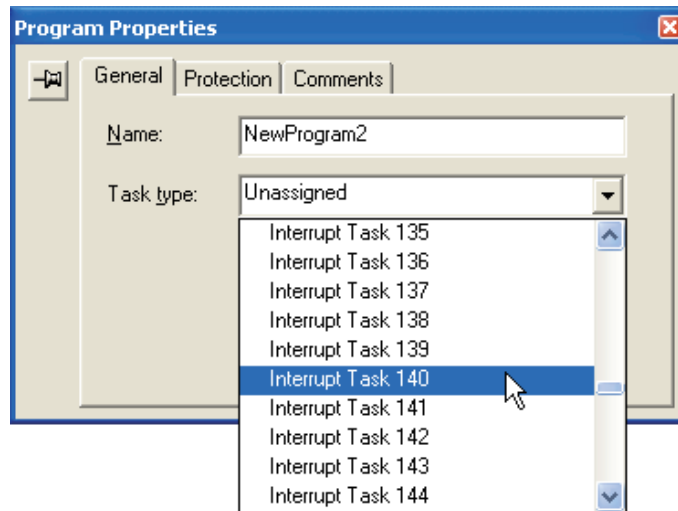 Program Properties
General Protection Comments
Name: NewProgram2
Task type: Unassigned
Interrupt Task 135
Interrupt Task 136
Interrupt Task 137
Interrupt Task 138
Interrupt Task 139
Interrupt Task 140
Interrupt Task 141
Interrupt Task 142
Interrupt Task 143
Interrupt Task 144